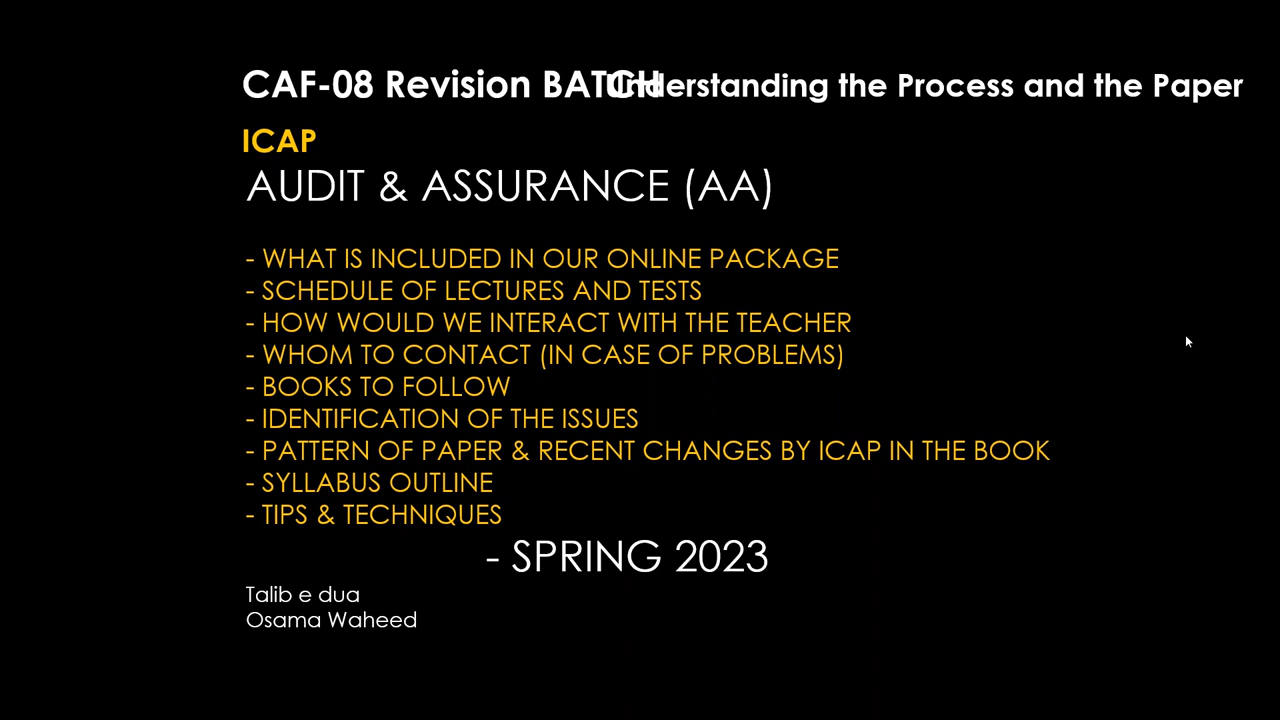 CAF-08 Revision BATCH Understanding the Process and the Paper
ICAP
AUDIT & ASSURANCE (AA)
- WHAT IS INCLUDED IN OUR ONLINE PACKAGE
- SCHEDULE OF LECTURES AND TESTS
- HOW WOULD WE INTERACT WITH THE TEACHER
- WHOM TO CONTACT (IN CASE OF PROBLEMS)
- BOOKS TO FOLLOW
- IDENTIFICATION OF THE ISSUES
- PATTERN OF PAPER & RECENT CHANGES BY ICAP IN THE BOOK
- SYLLABUS OUTLINE
- TIPS & TECHNIQUES
- SPRING 2023
Talib e dua
Osama Waheed